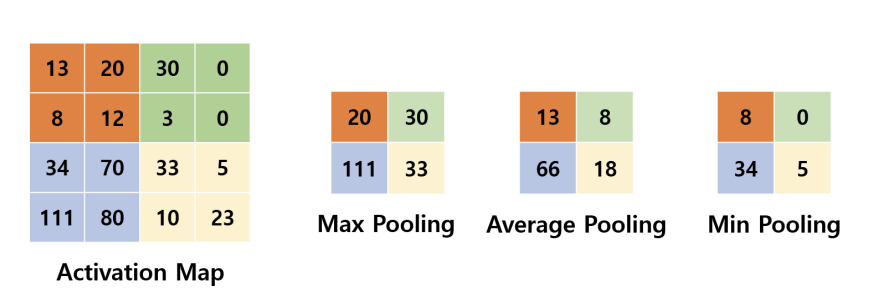 13 20 30 0
8 12 3 0
34 70 33 5
111 80 10 23
Activation Map
20 30
111 33
Max Pooling
13 8
66 18
Average Pooling
8 0
34 5
Min Pooling